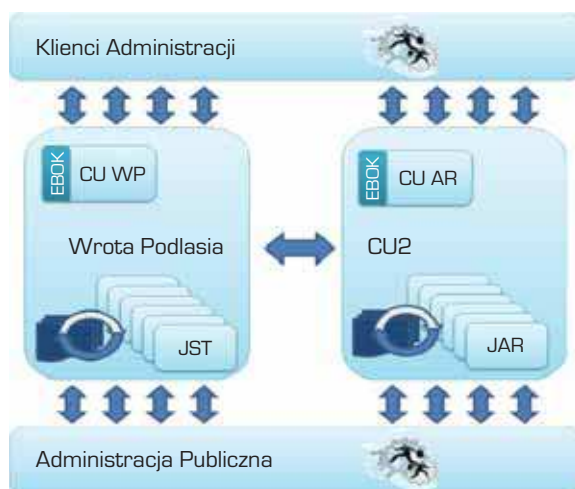 Klienci Administracji
EBOK
CU WP
Wrota Podlasia
JST
EBOK
CU AR
CU2
JAR
Administracja Publiczna